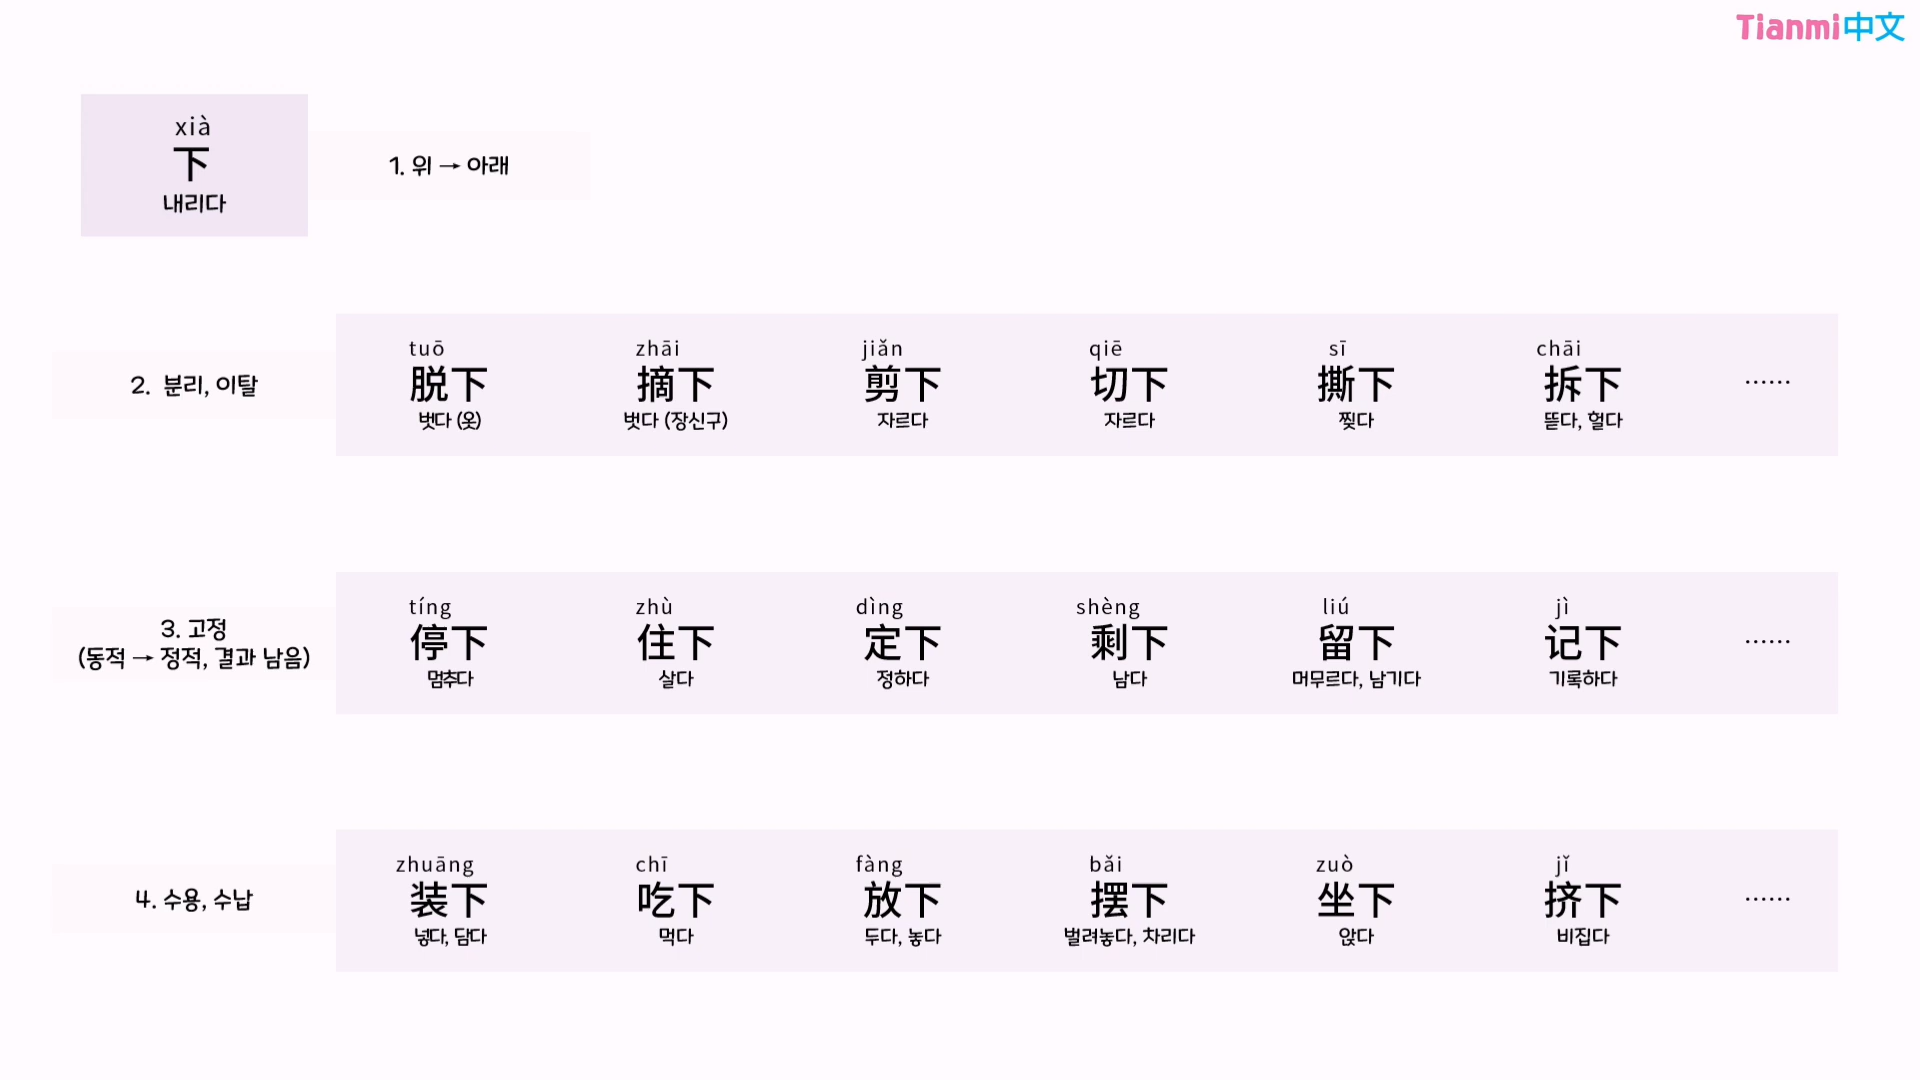 Tianmi中文
xià
下
내리다
1. 위 → 아래
2. 분리, 이탈
tuō zhāi jiǎn qiē sī chāi
脱下 摘下 剪下 切下 撕下 拆下 ······
벗다 (옷) 벗다 (장신구) 자르다 자르다 찢다 뜯다, 헐다
3. 고정
(동적 → 정적, 결과 남음)
tíng zhù dìng shèng liú jì
停下 住下 定下 剩下 留下 记下 ······
멈추다 살다 정하다 남다 머무르다, 남기다 기록하다
4. 수용, 수납
zhuāng chī fàng bǎi zuò jǐ
装下 吃下 放下 摆下 坐下 挤下 ······
넣다, 담다 먹다 두다, 놓다 벌려놓다, 차리다 앉다 비집다